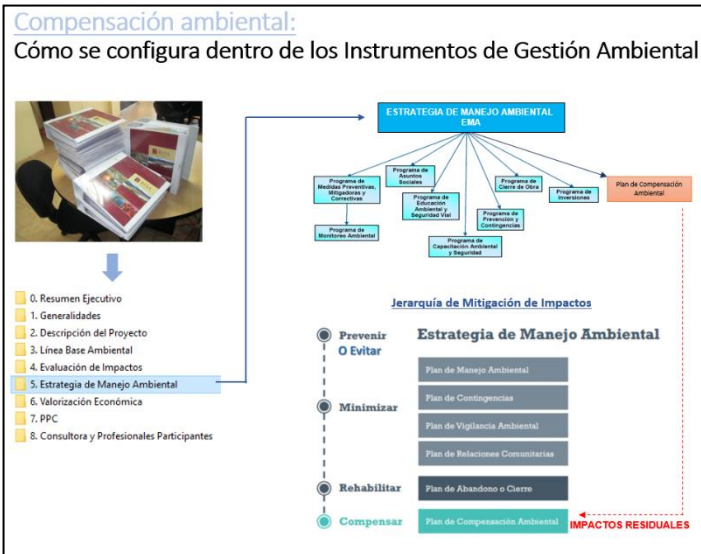 Compensación ambiental:
Cómo se configura dentro de los Instrumentos de Gestión Ambiental
ESTRATEGIA DE MANEJO AMBIENTAL
EMA
Programa de
Medidas Preventivas,
Mitigadoras y
Correctivas
Programa de
Monitoreo Ambiental
Programa de
Asuntos
Sociales
Programa de
Educación
Ambiental y
Seguridad Vial
Programa de
Capacitación Ambiental
y Seguridad
Programa de
Prevención y
Contingencias
Programa de
Cierre de Obra
Programa de
Inversiones
Plan de Compensación
Ambiental
0. Resumen Ejecutivo
1. Generalidades
2. Descripción del Proyecto
3. Línea Base Ambiental
4. Evaluación de Impactos
5. Estrategia de Manejo Ambiental
6. Valorización Económica
7. PPC
8. Consultora y Profesionales Participantes
Jerarquía de Mitigación de Impactos
Prevenir
O Evitar
Minimizar
Rehabilitar
Compensar
Estrategia de Manejo Ambiental
Plan de Manejo Ambiental
Plan de Contingencias
Plan de Vigilancia Ambiental
Plan de Relaciones Comunitarias
Plan de Abandono o Cierre
Plan de Compensación Ambiental
IMPACTOS RESIDUALES